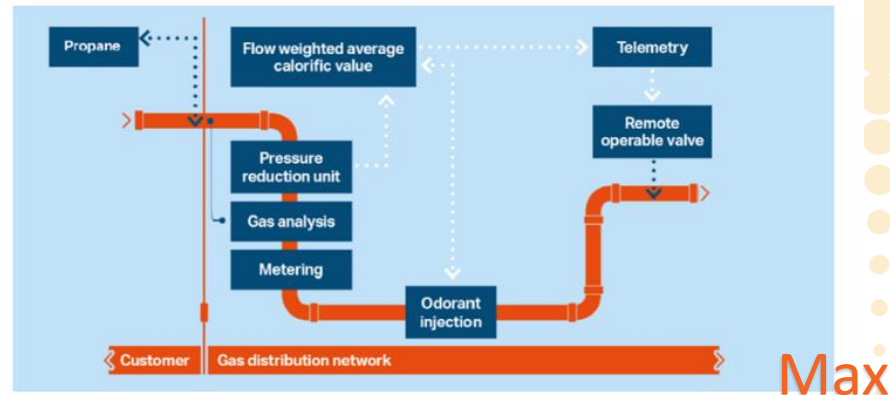 Propane
Flow weighted average
calorific value
Telemetry
Remote
operable valve
Pressure
reduction unit
Gas analysis
Metering
Odorant
injection
Customer
Gas distribution network
Max